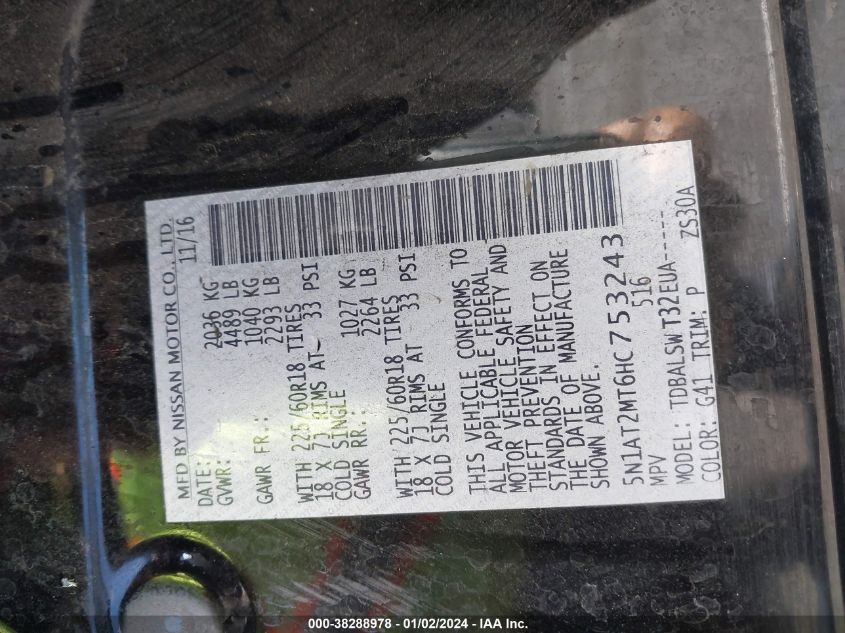 MFD BY NISSAN MOTOR CO., LTD.
DATE: 11/16
GVWR: 2036 KG
4489 LB
GAWR FR.: 1040 KG
2293 LB
WITH 225/60R18 TIRES
18 X 7J RIMS AT 33 PSI
COLD SINGLE
GAWR RR.: 1027 KG
2264 LB
WITH 225/60R18 TIRES
18 X 7J RIMS AT 33 PSI
COLD SINGLE
THIS VEHICLE CONFORMS TO
ALL APPLICABLE FEDERAL
MOTOR VEHICLE SAFETY AND
THEFT PREVENTION
STANDARDS IN EFFECT ON
THE DATE OF MANUFACTURE
SHOWN ABOVE.
5N1AT2MT6HC753243
MPV 516
MODEL: TDBALSWT32EUA-----
COLOR: G41 TRIM: P ZS30A
000-38288978 - 01/02/2024 - IAA Inc.